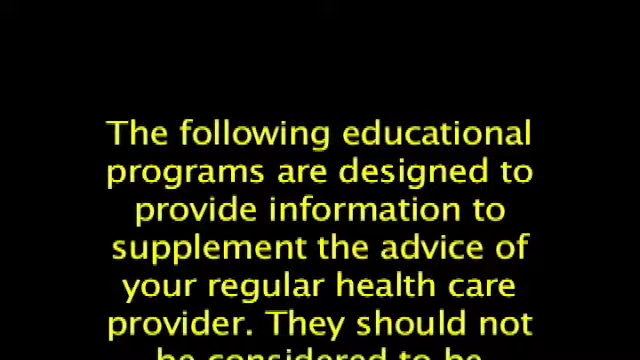 The following educational
programs are designed to
provide information to
supplement the advice of
your regular health care
provider. They should not
be considered to be